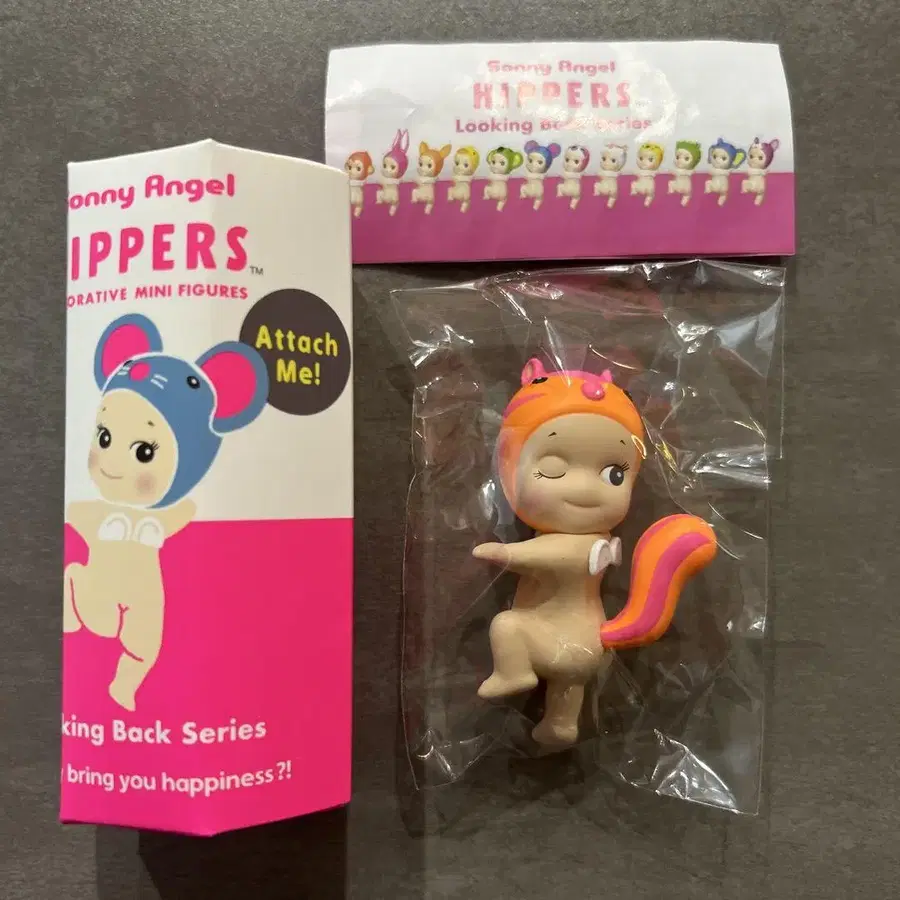 Sonny Angel
HIPPERS
Looking Back Series
onny Angel
IPPERS™
ORATIVE MINI FIGURES
Attach
Me!
king Back Series
bring you happiness?!